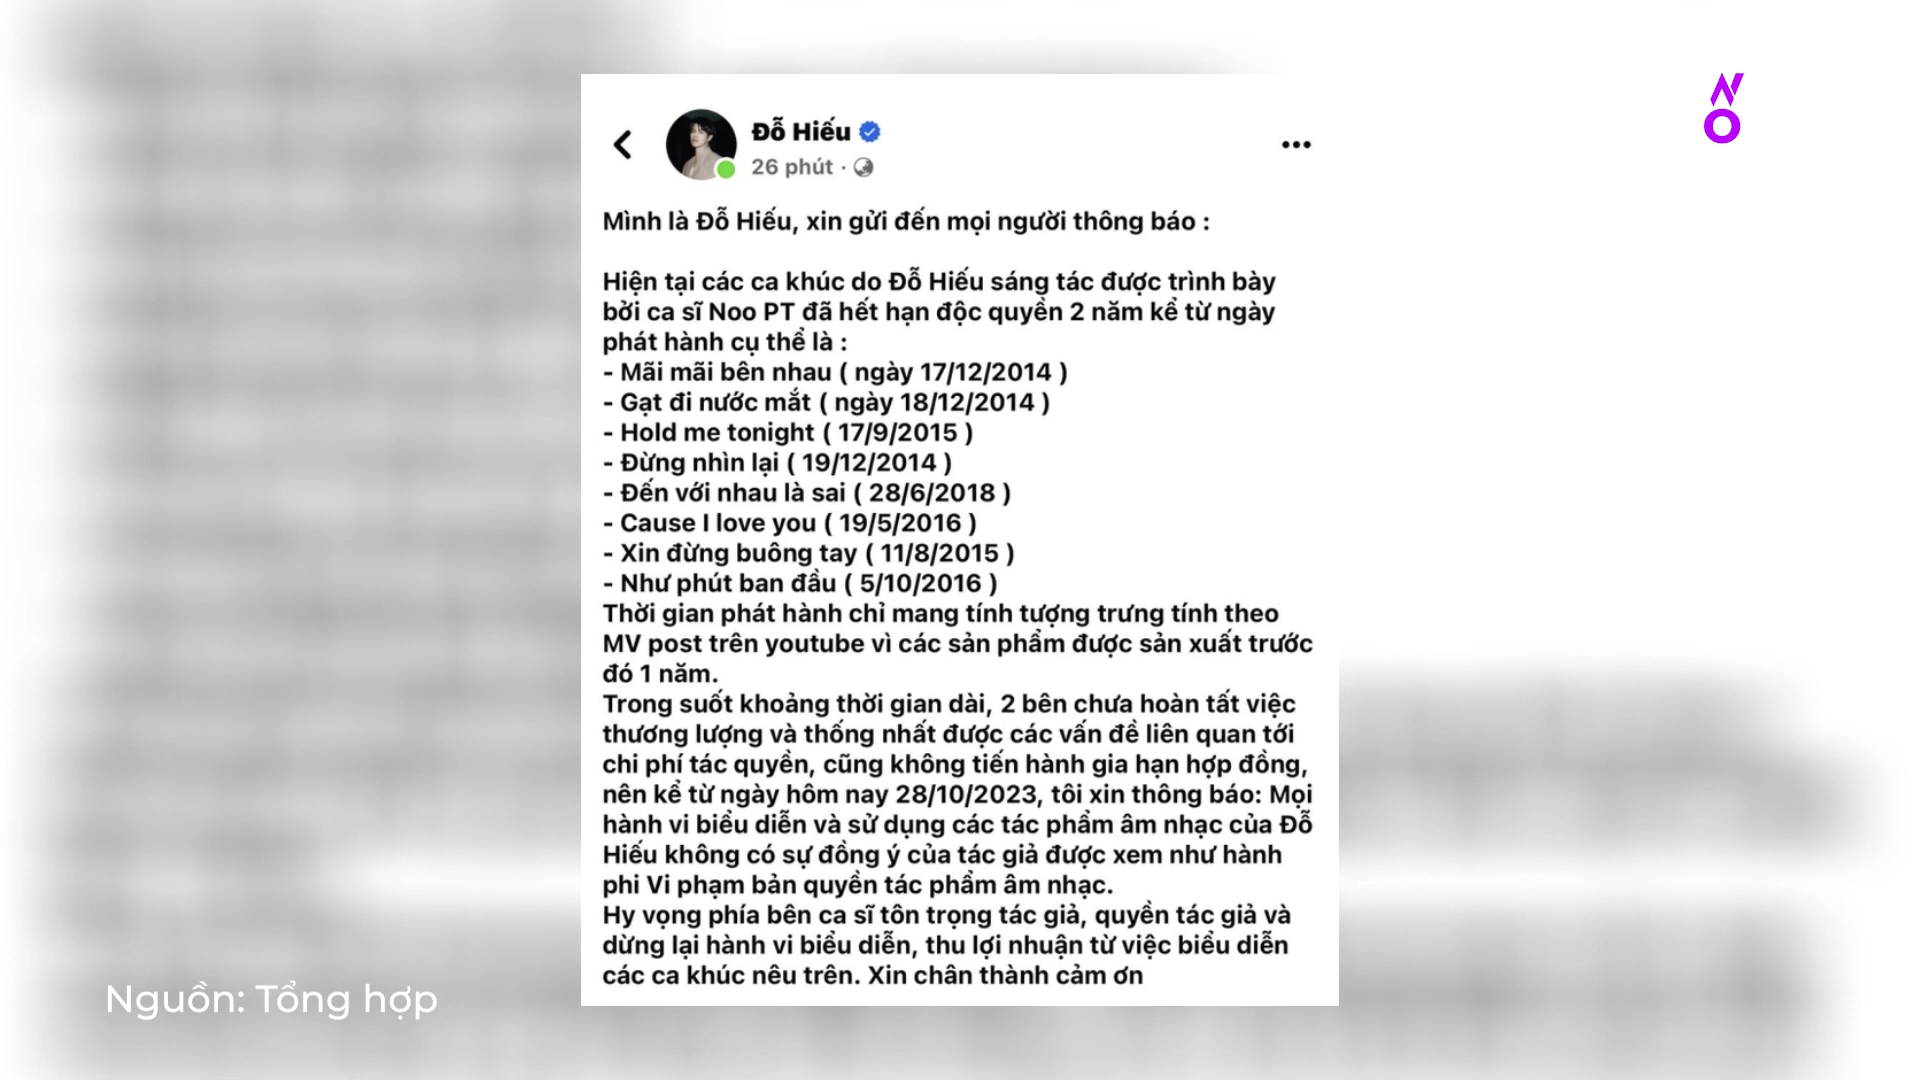 Đỗ Hiếu
26 phút ·
Mình là Đỗ Hiếu, xin gửi đến mọi người thông báo :
Hiện tại các ca khúc do Đỗ Hiếu sáng tác được trình bày
bởi ca sĩ Noo PT đã hết hạn độc quyền 2 năm kể từ ngày
phát hành cụ thể là :
- Mãi mãi bên nhau ( ngày 17/12/2014 )
- Gạt đi nước mắt ( ngày 18/12/2014 )
- Hold me tonight ( 17/9/2015 )
- Đừng nhìn lại ( 19/12/2014 )
- Đến với nhau là sai ( 28/6/2018 )
- Cause I love you ( 19/5/2016 )
- Xin đừng buông tay ( 11/8/2015 )
- Như phút ban đầu ( 5/10/2016 )
Thời gian phát hành chỉ mang tính tượng trưng tính theo
MV post trên youtube vì các sản phẩm được sản xuất trước
đó 1 năm.
Trong suốt khoảng thời gian dài, 2 bên chưa hoàn tất việc
thương lượng và thống nhất được các vấn đề liên quan tới
chi phí tác quyền, cũng không tiến hành gia hạn hợp đồng,
nên kể từ ngày hôm nay 28/10/2023, tôi xin thông báo: Mọi
hành vi biểu diễn và sử dụng các tác phẩm âm nhạc của Đỗ
Hiếu không có sự đồng ý của tác giả được xem như hành
phi Vi phạm bản quyền tác phẩm âm nhạc.
Hy vọng phía bên ca sĩ tôn trọng tác giả, quyền tác giả và
dừng lại hành vi biểu diễn, thu lợi nhuận từ việc biểu diễn
các ca khúc nêu trên. Xin chân thành cảm ơn
Nguồn: Tổng hợp